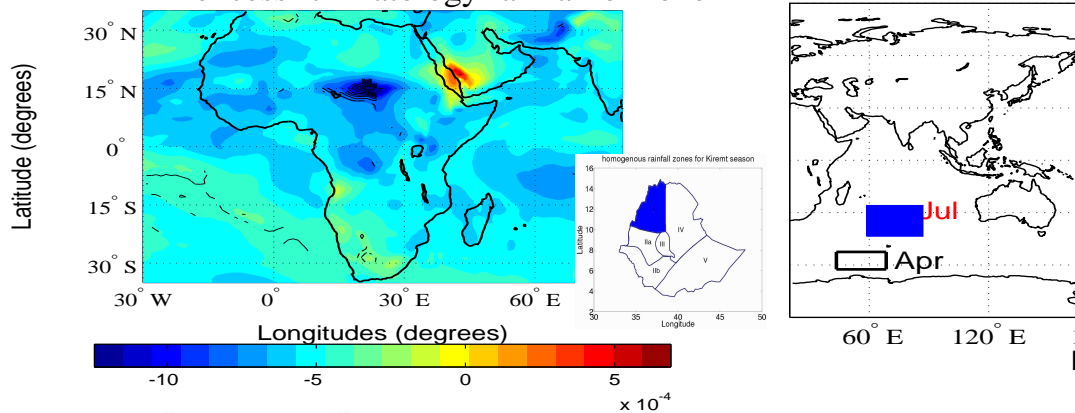 30° N
15° N
0°
15° S
30° S
Latitude (degrees)
30° W
0°
30° E
60° E
Longitudes (degrees)
-10
-5
0
5
x 10⁻⁴
homogenous rainfall zones for Kiremt season
16
14
12
10
8
6
4
2
Latitude
IV
IIa
III
IIb
V
30
35
40
45
50
Longitude
Jul
Apr
60° E
120° E